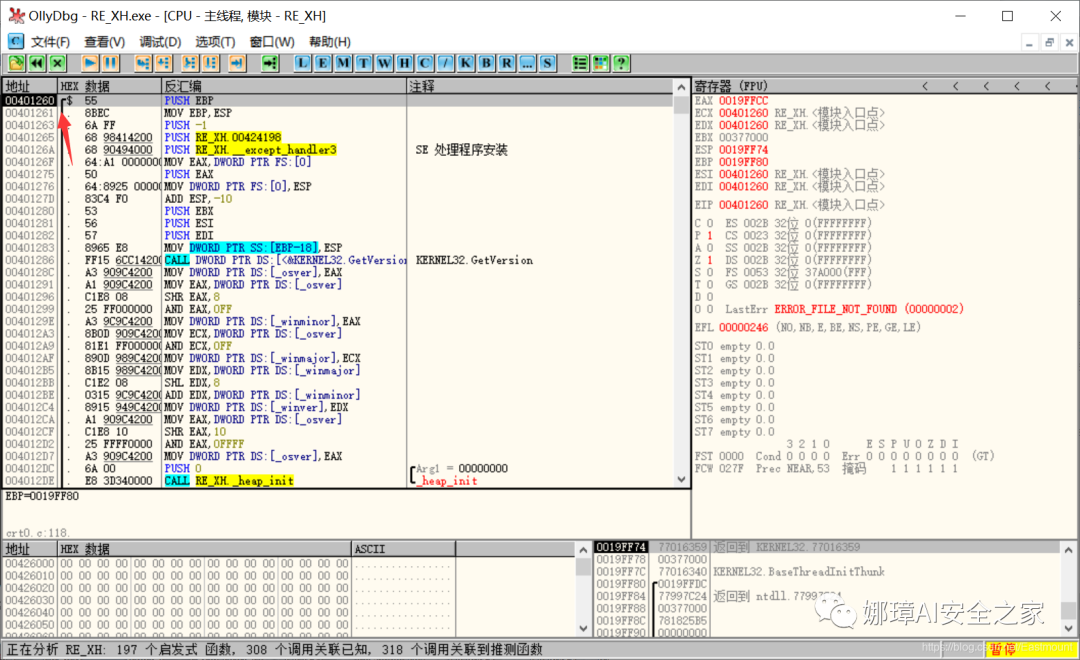 OllyDbg - RE_XH.exe - [CPU - 主线程, 模块 - RE_XH]
C 文件(F) 查看(V) 调试(D) 选项(T) 窗口(W) 帮助(H)
L E M T W H C / K B R ... S ?
地址 HEX 数据 反汇编 注释
00401260 $ 55 PUSH EBP
00401261 . 8BEC MOV EBP,ESP
00401263 . 6A FF PUSH -1
00401265 . 68 98414200 PUSH RE_XH.00424198
0040126A . 68 90494000 PUSH RE_XH.__except_handler3 SE 处理程序安装
0040126F . 64:A1 0000000 MOV EAX,DWORD PTR FS:[0]
00401275 . 50 PUSH EAX
00401276 . 64:8925 00000 MOV DWORD PTR FS:[0],ESP
0040127D . 83C4 F0 ADD ESP,-10
00401280 . 53 PUSH EBX
00401281 . 56 PUSH ESI
00401282 . 57 PUSH EDI
00401283 . 8965 E8 MOV DWORD PTR SS:[EBP-18],ESP
00401286 . FF15 6CC14200 CALL DWORD PTR DS:[<&KERNEL32.GetVersion KERNEL32.GetVersion
0040128C . A3 909C4200 MOV DWORD PTR DS:[_osver],EAX
00401291 . A1 909C4200 MOV EAX,DWORD PTR DS:[_osver]
00401296 . C1E8 08 SHR EAX,8
00401299 . 25 FF000000 AND EAX,0FF
0040129E . A3 9C9C4200 MOV DWORD PTR DS:[_winminor],EAX
004012A3 . 8B0D 909C4200 MOV ECX,DWORD PTR DS:[_osver]
004012A9 . 81E1 FF000000 AND ECX,0FF
004012AF . 890D 989C4200 MOV DWORD PTR DS:[_winmajor],ECX
004012B5 . 8B15 989C4200 MOV EDX,DWORD PTR DS:[_winmajor]
004012BB . C1E2 08 SHL EDX,8
004012BE . 0315 9C9C4200 ADD EDX,DWORD PTR DS:[_winminor]
004012C4 . 8915 949C4200 MOV DWORD PTR DS:[_winver],EDX
004012CA . A1 909C4200 MOV EAX,DWORD PTR DS:[_osver]
004012CF . C1E8 10 SHR EAX,10
004012D2 . 25 FFFF0000 AND EAX,0FFFF
004012D7 . A3 909C4200 MOV DWORD PTR DS:[_osver],EAX
004012DC . 6A 00 PUSH 0 Arg1 = 00000000
004012DE . E8 3D340000 CALL RE_XH._heap_init _heap_init
EBP=0019FF80
crt0.c:118.
寄存器 (FPU) < < < < <
EAX 0019FFCC
ECX 00401260 RE_XH.<模块入口点>
EDX 00401260 RE_XH.<模块入口点>
EBX 00377000
ESP 0019FF74
EBP 0019FF80
ESI 00401260 RE_XH.<模块入口点>
EDI 00401260 RE_XH.<模块入口点>
EIP 00401260 RE_XH.<模块入口点>
C 0 ES 002B 32位 0(FFFFFFFF)
P 1 CS 0023 32位 0(FFFFFFFF)
A 0 SS 002B 32位 0(FFFFFFFF)
Z 1 DS 002B 32位 0(FFFFFFFF)
S 0 FS 0053 32位 37A000(FFF)
T 0 GS 002B 32位 0(FFFFFFFF)
D 0
O 0 LastErr ERROR_FILE_NOT_FOUND (00000002)
EFL 00000246 (NO,NB,E,BE,NS,PE,GE,LE)
ST0 empty 0.0
ST1 empty 0.0
ST2 empty 0.0
ST3 empty 0.0
ST4 empty 0.0
ST5 empty 0.0
ST6 empty 0.0
ST7 empty 0.0
3 2 1 0 E S P U O Z D I
FST 0000 Cond 0 0 0 0 Err 0 0 0 0 0 0 0 0 (GT)
FCW 027F Prec NEAR,53 掩码 1 1 1 1 1 1
地址 HEX 数据 ASCII
00426000 00 00 00 00 00 00 00 00 00 00 00 00 00 00 00 00 ................
00426010 00 00 00 00 00 00 00 00 00 00 00 00 00 00 00 00 ................
00426020 00 00 00 00 00 00 00 00 00 00 00 00 00 00 00 00 ................
00426030 00 00 00 00 00 00 00 00 00 00 00 00 00 00 00 00 ................
00426040 00 00 00 00 00 00 00 00 00 00 00 00 00 00 00 00 ................
00426050 00 00 00 00 00 00 00 00 00 00 00 00 00 00 00 00 ................
0019FF74 77016359 返回到 KERNEL32.77016359
0019FF78 00377000
0019FF7C 77016340 KERNEL32.BaseThreadInitThunk
0019FF80 0019FFDC
0019FF84 77997C24 返回到 ntdll.77997C24
0019FF88 00377000
0019FF8C 781825B5
0019FF90 00000000
娜璋AI安全之家
正在分析 RE_XH: 197 个启发式 函数, 308 个调用关联已知, 318 个调用关联到推测函数
暂停